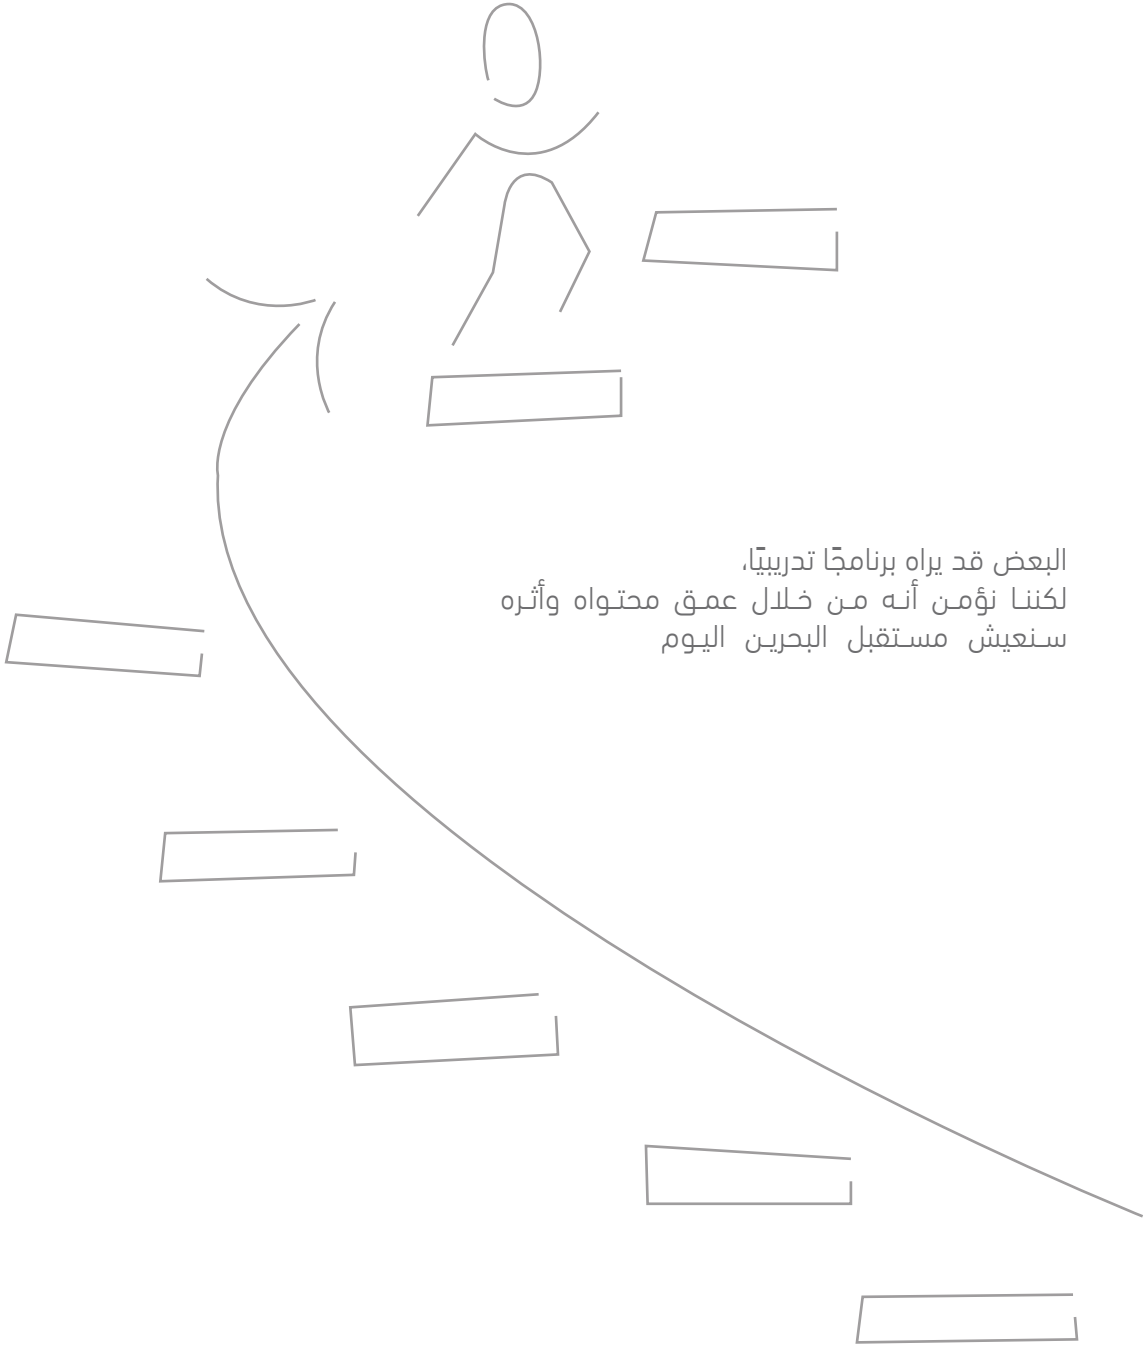 البعض قد يراه برنامجًا تدريبيًا،
لكننا نؤمن أنه من خلال عمق محتواه وأثره
سنعيش مستقبل البحرين اليوم